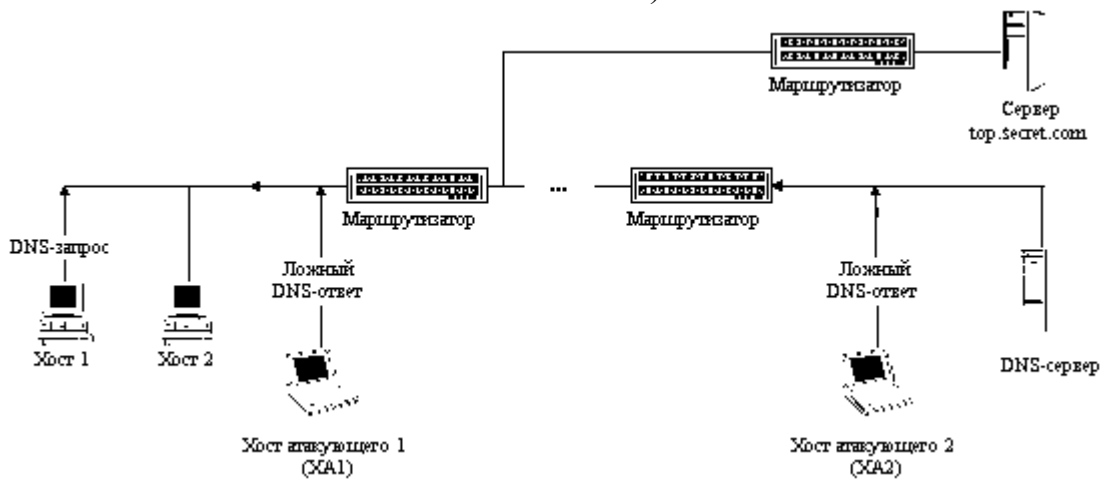 )
Маршрутизатор
Сервер
top.secret.com
Маршрутизатор
...
Маршрутизатор
DNS-запрос
Ложный
DNS-ответ
Ложный
DNS-ответ
Хост 1
Хост 2
DNS-сервер
Хост атакующего 1
(ХА1)
Хост атакующего 2
(ХА2)